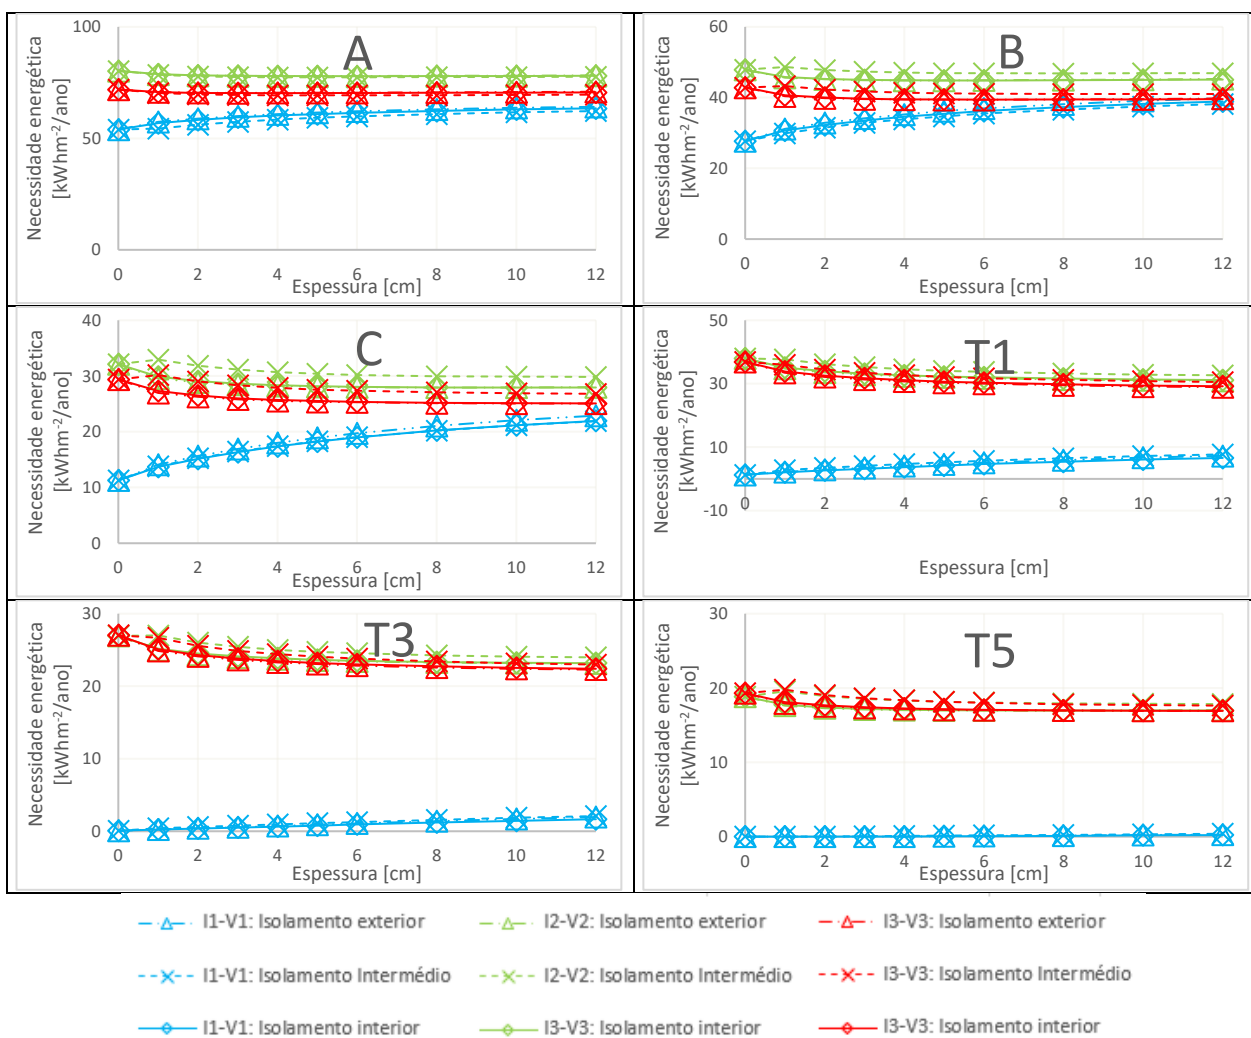 A
Necessidade energética
[kWhm⁻²/ano]
100
50
0
0 2 4 6 8 10 12
Espessura [cm]
B
Necessidade energética
[kWhm⁻²/ano]
60
40
20
0
0 2 4 6 8 10 12
Espessura [cm]
C
Necessidade energética
[kWhm⁻²/ano]
40
30
20
10
0
0 2 4 6 8 10 12
Espessura [cm]
T1
Necessidade energética
[kWhm⁻²/ano]
50
30
10
-10
0 2 4 6 8 10 12
Espessura [cm]
T3
Necessidade energética
[kWhm⁻²/ano]
30
20
10
0
0 2 4 6 8 10 12
Espessura [cm]
T5
Necessidade energética
[kWhm⁻²/ano]
30
20
10
0
0 2 4 6 8 10 12
Espessura [cm]
I1-V1: Isolamento exterior
I2-V2: Isolamento exterior
I3-V3: Isolamento exterior
I1-V1: Isolamento Intermédio
I2-V2: Isolamento Intermédio
I3-V3: Isolamento Intermédio
I1-V1: Isolamento interior
I3-V3: Isolamento interior
I3-V3: Isolamento interior